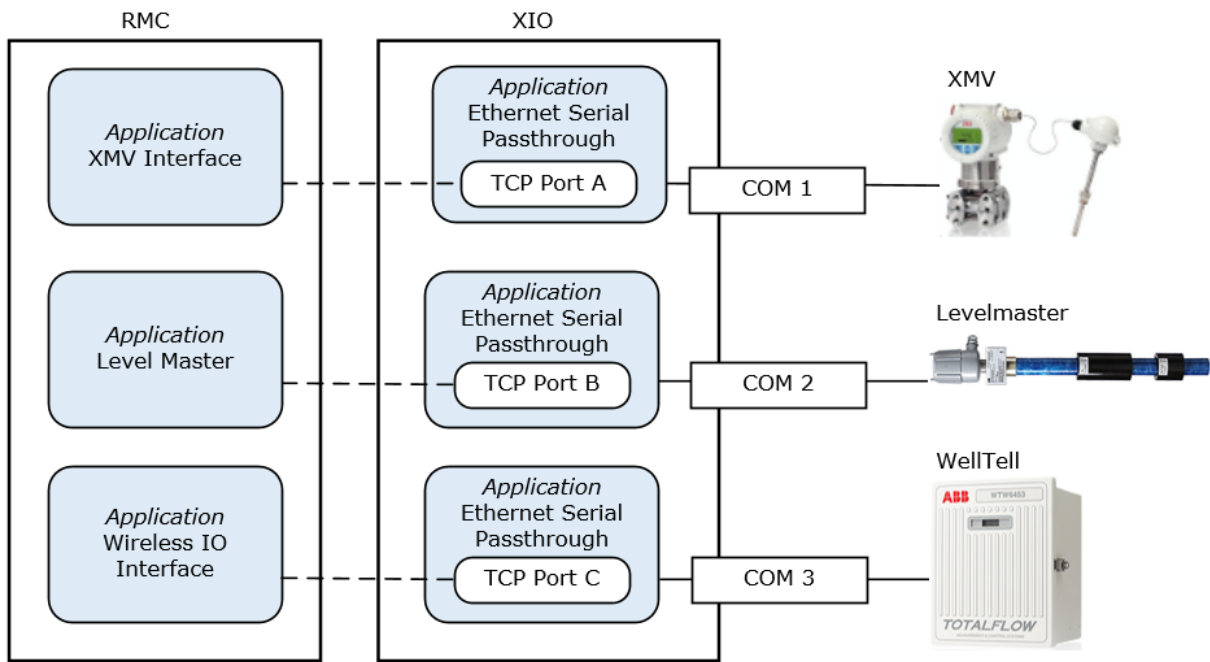 RMC
XIO
Application
XMV Interface
Application
Ethernet Serial
Passthrough
TCP Port A
COM 1
XMV
Application
Level Master
Application
Ethernet Serial
Passthrough
TCP Port B
COM 2
Levelmaster
Application
Wireless IO
Interface
Application
Ethernet Serial
Passthrough
TCP Port C
COM 3
WellTell
ABB
WTW6453
TOTALFLOW